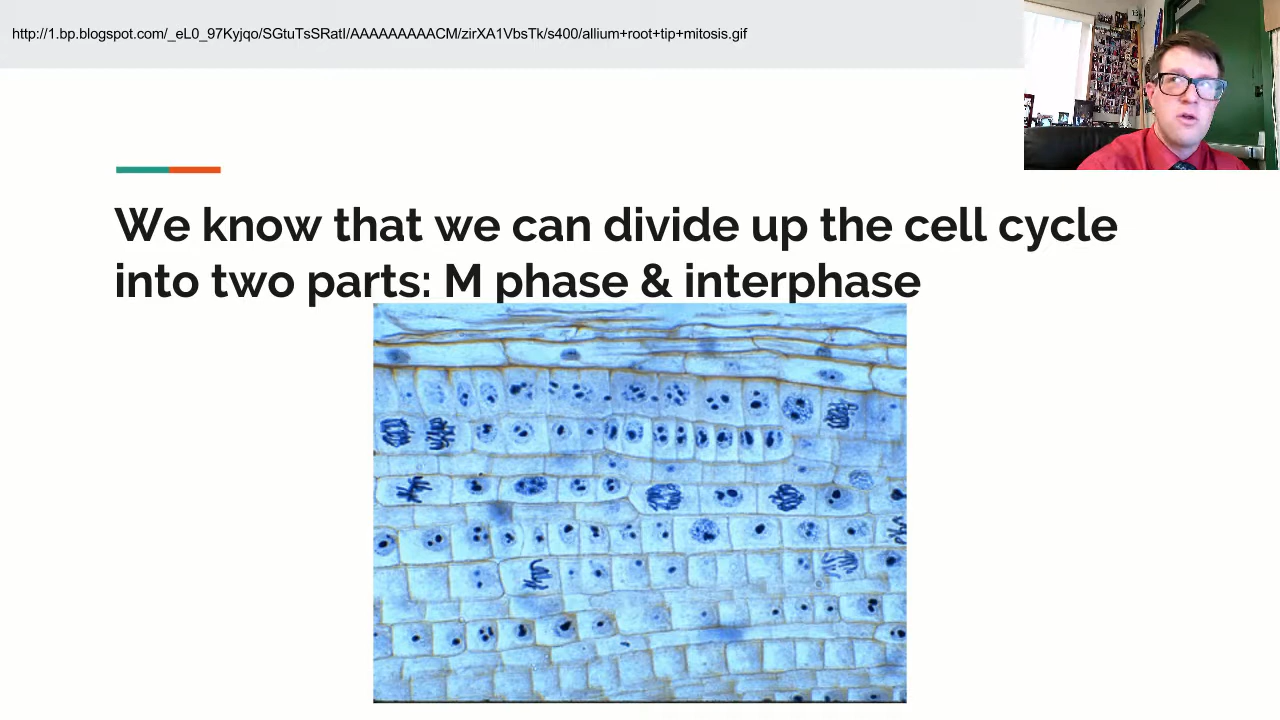 http://1.bp.blogspot.com/_eL0_97Kyjqo/SGtuTsSRatI/AAAAAAAAACM/zirXA1VbsTk/s400/allium+root+tip+mitosis.gif
We know that we can divide up the cell cycle
into two parts: M phase & interphase